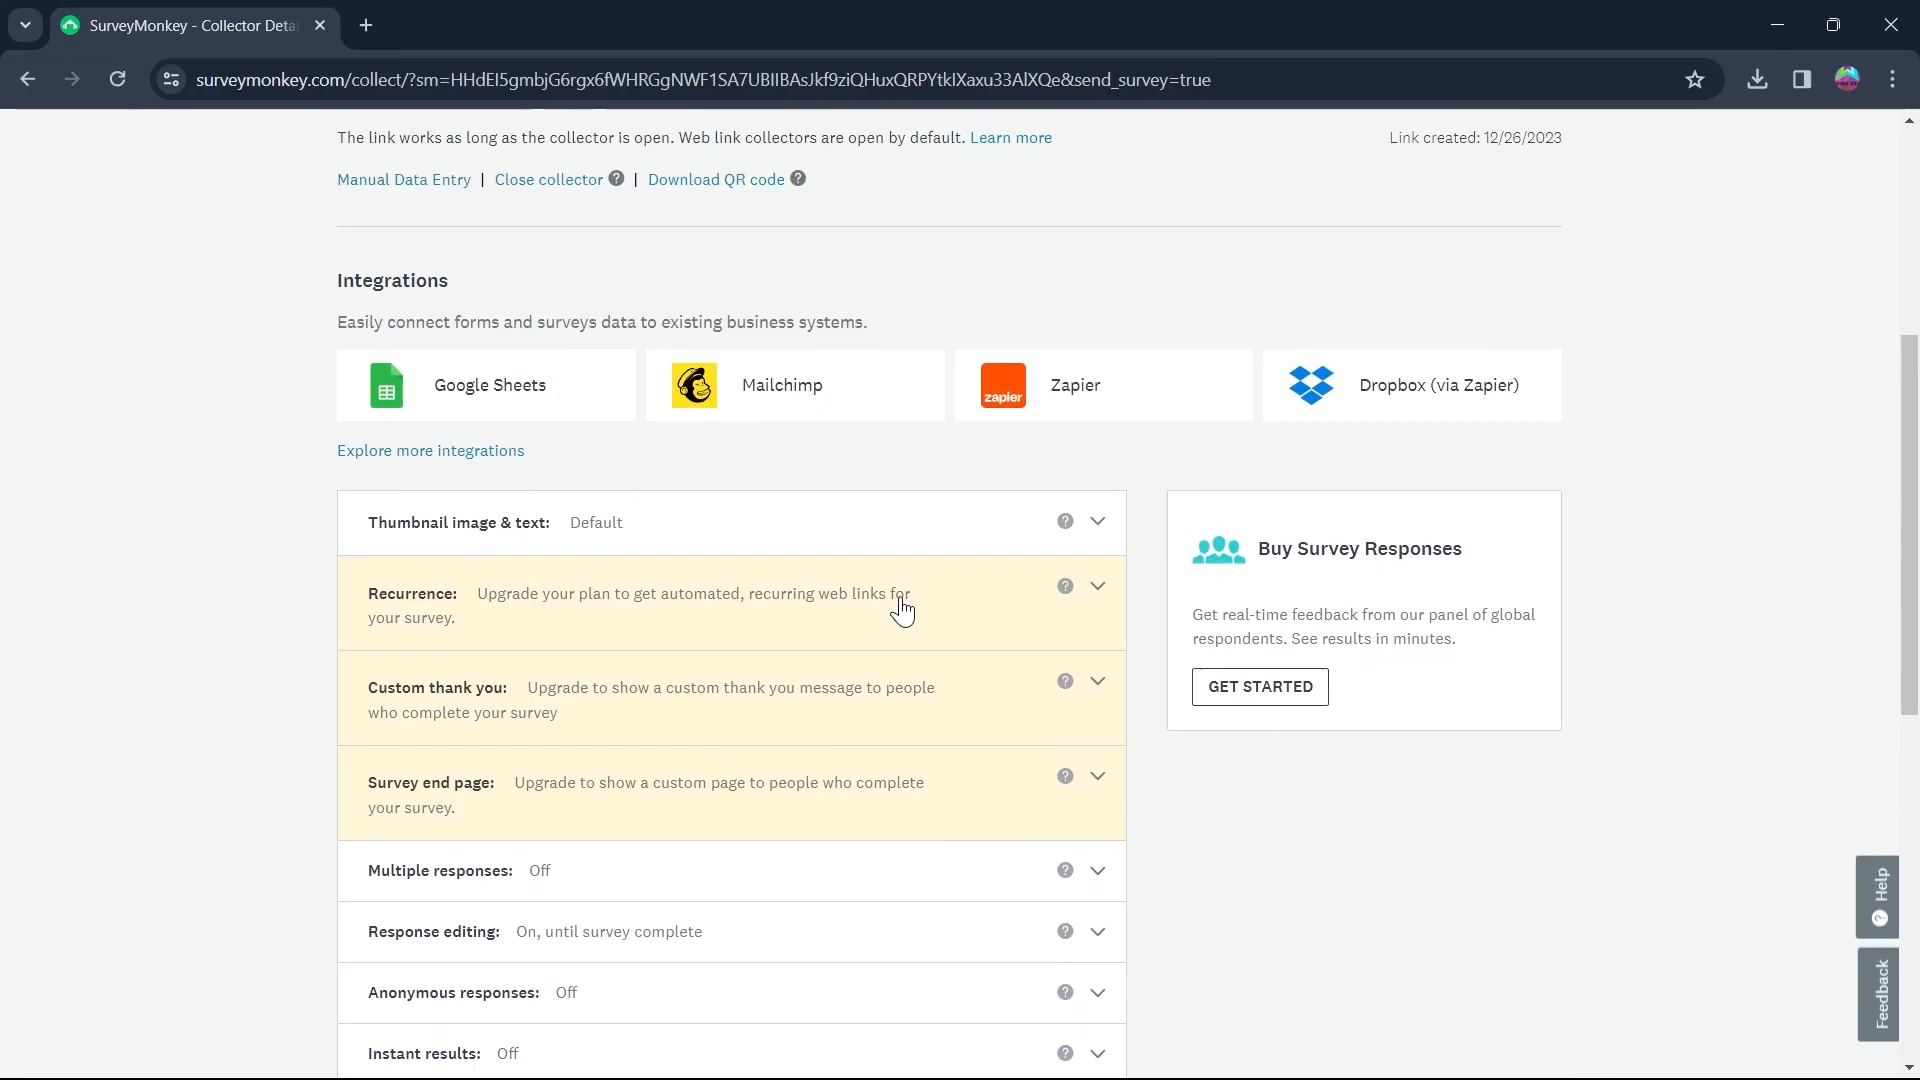 SurveyMonkey - Collector Deta
surveymonkey.com/collect/?sm=HHdEI5gmbjG6rgx6fWHRGgNWF1SA7UBIIBAsJkf9ziQHuxQRPYtkIXaxu33AlXQe&send_survey=true
The link works as long as the collector is open. Web link collectors are open by default. Learn more
Link created: 12/26/2023
Manual Data Entry | Close collector ? | Download QR code ?
Integrations
Easily connect forms and surveys data to existing business systems.
Google Sheets
Mailchimp
zapier
Zapier
Dropbox (via Zapier)
Explore more integrations
Thumbnail image & text: Default
Recurrence: Upgrade your plan to get automated, recurring web links for
your survey.
Custom thank you: Upgrade to show a custom thank you message to people
who complete your survey
Survey end page: Upgrade to show a custom page to people who complete
your survey.
Multiple responses: Off
Response editing: On, until survey complete
Anonymous responses: Off
Instant results: Off
Buy Survey Responses
Get real-time feedback from our panel of global
respondents. See results in minutes.
GET STARTED
Help
Feedback